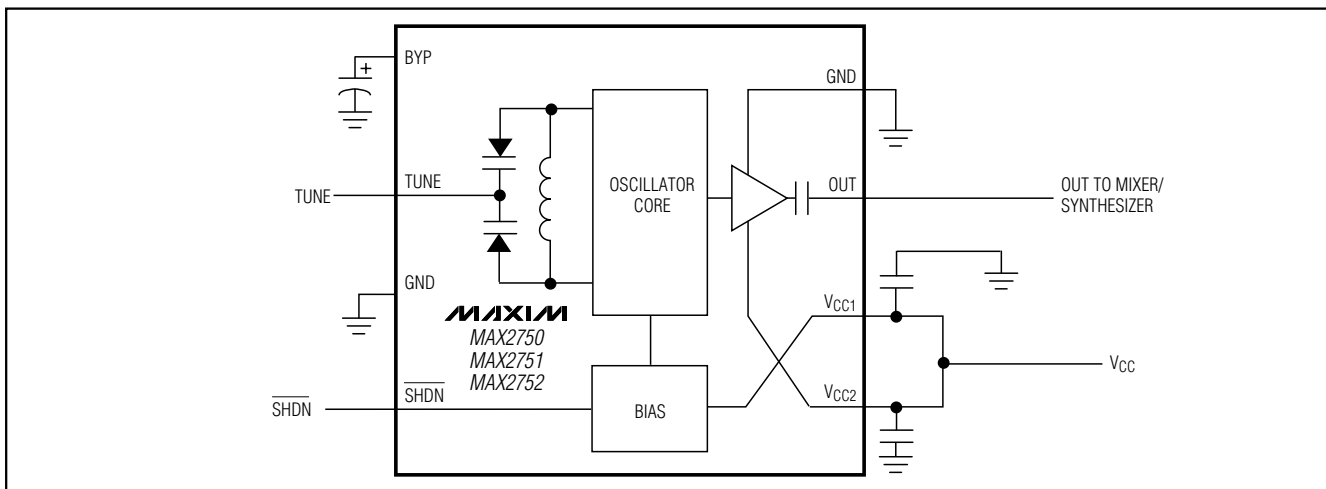 BYP
GND
TUNE
TUNE
OSCILLATOR
CORE
OUT
OUT TO MIXER/
SYNTHESIZER
GND
MAXIM
MAX2750
MAX2751
MAX2752
VCC1
VCC
SHDN
SHDN
BIAS
VCC2